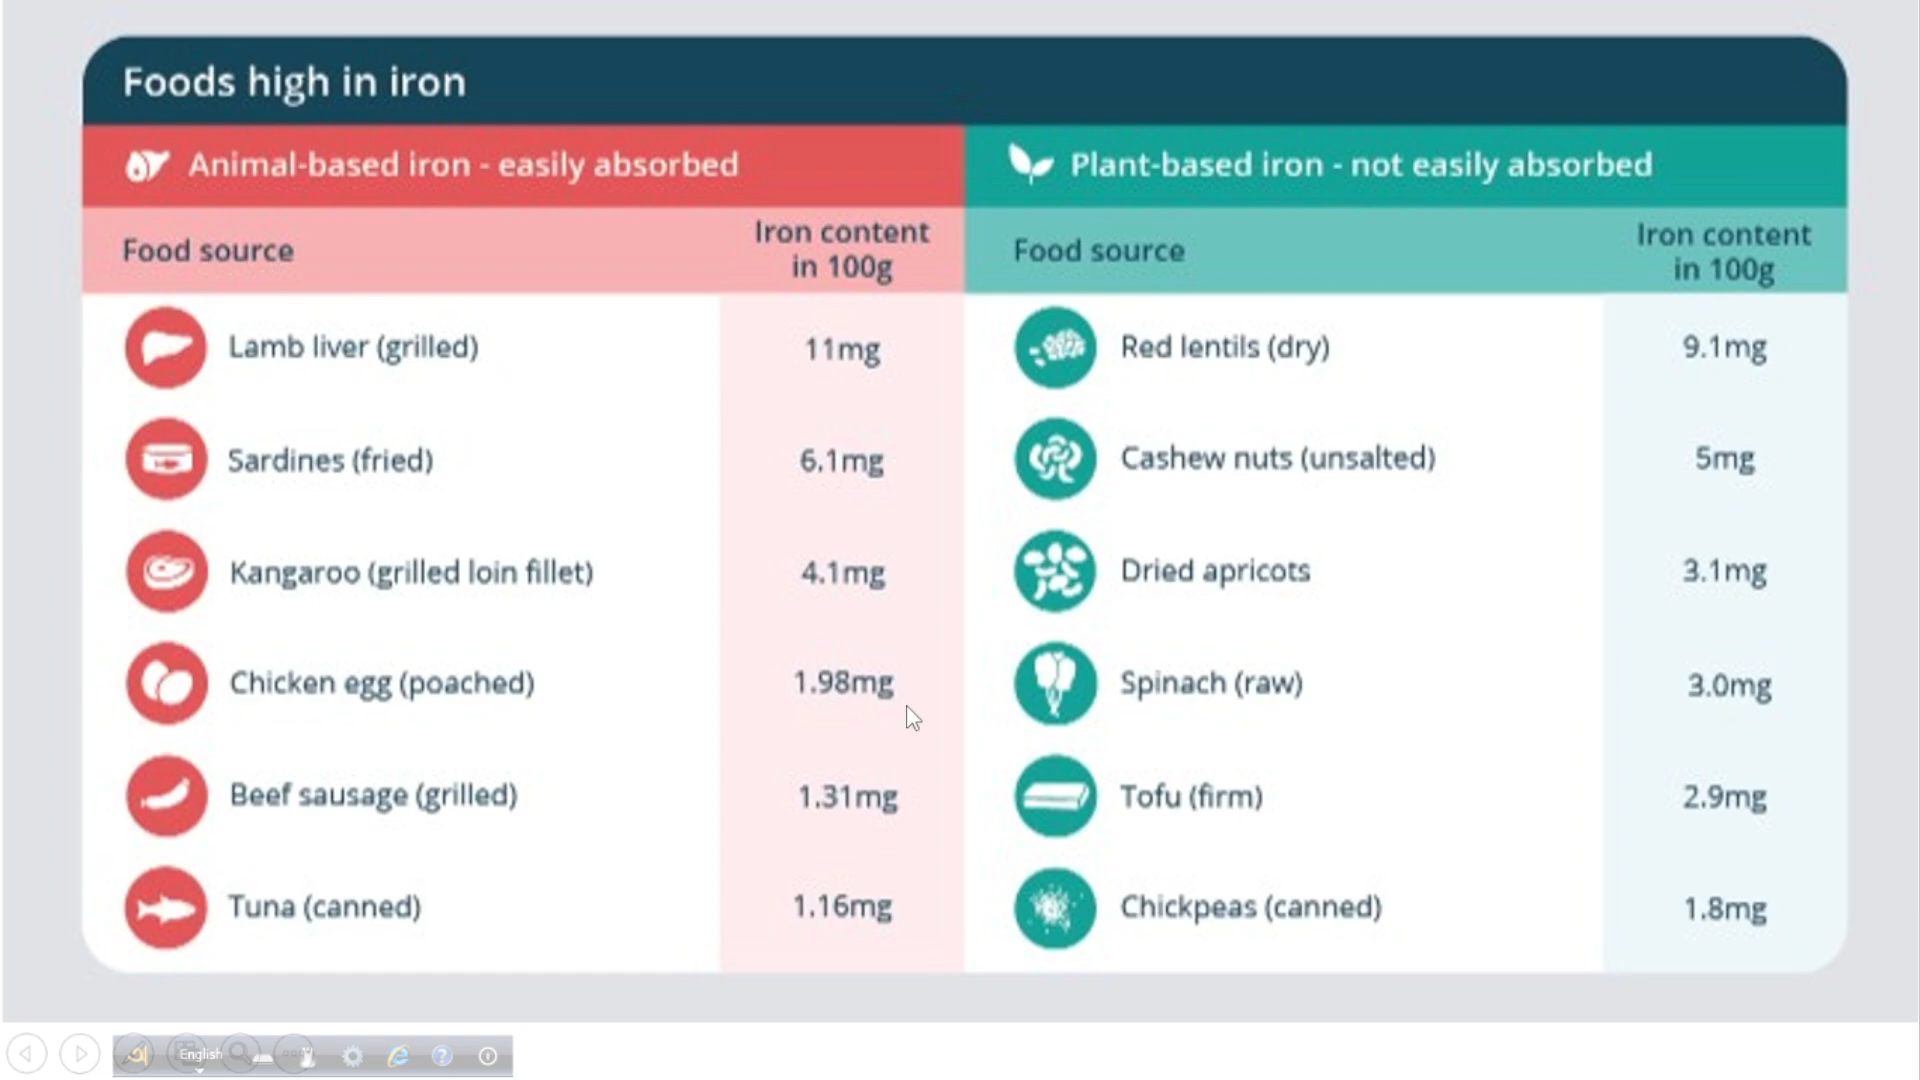 Foods high in iron
Animal-based iron - easily absorbed
Food source
Iron content
in 100g
Lamb liver (grilled) 11mg
Sardines (fried) 6.1mg
Kangaroo (grilled loin fillet) 4.1mg
Chicken egg (poached) 1.98mg
Beef sausage (grilled) 1.31mg
Tuna (canned) 1.16mg
Plant-based iron - not easily absorbed
Food source
Iron content
in 100g
Red lentils (dry) 9.1mg
Cashew nuts (unsalted) 5mg
Dried apricots 3.1mg
Spinach (raw) 3.0mg
Tofu (firm) 2.9mg
Chickpeas (canned) 1.8mg
English